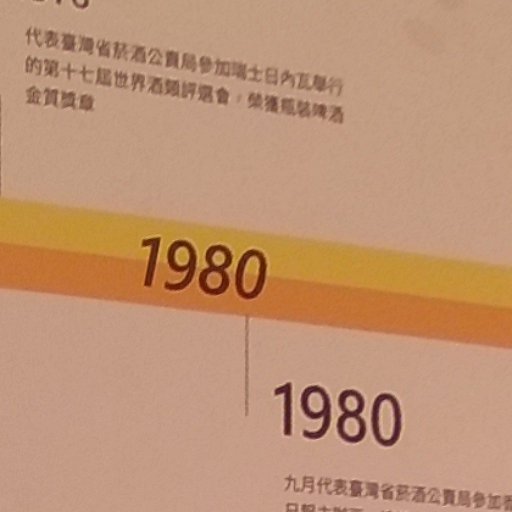 代表臺灣省菸酒公賣局參加瑞士日內瓦舉行
的第十七屆世界酒類評選會，榮獲瓶裝啤酒
金質獎章
1980
1980
九月代表臺灣省菸酒公賣局參加